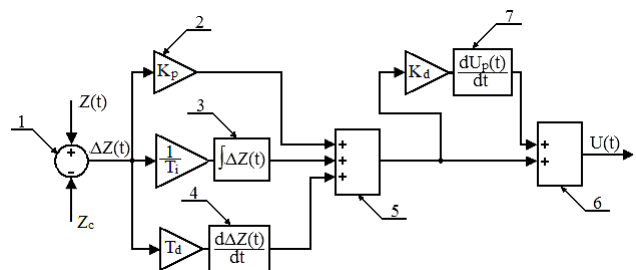 2
7
K_p
K_d
dU_p(t)
dt
Z(t)
1
3
+
ΔZ(t)
1
T_i
∫ΔZ(t)
+
+
+
+
+
U(t)
-
Z_c
4
5
6
T_d
dΔZ(t)
dt